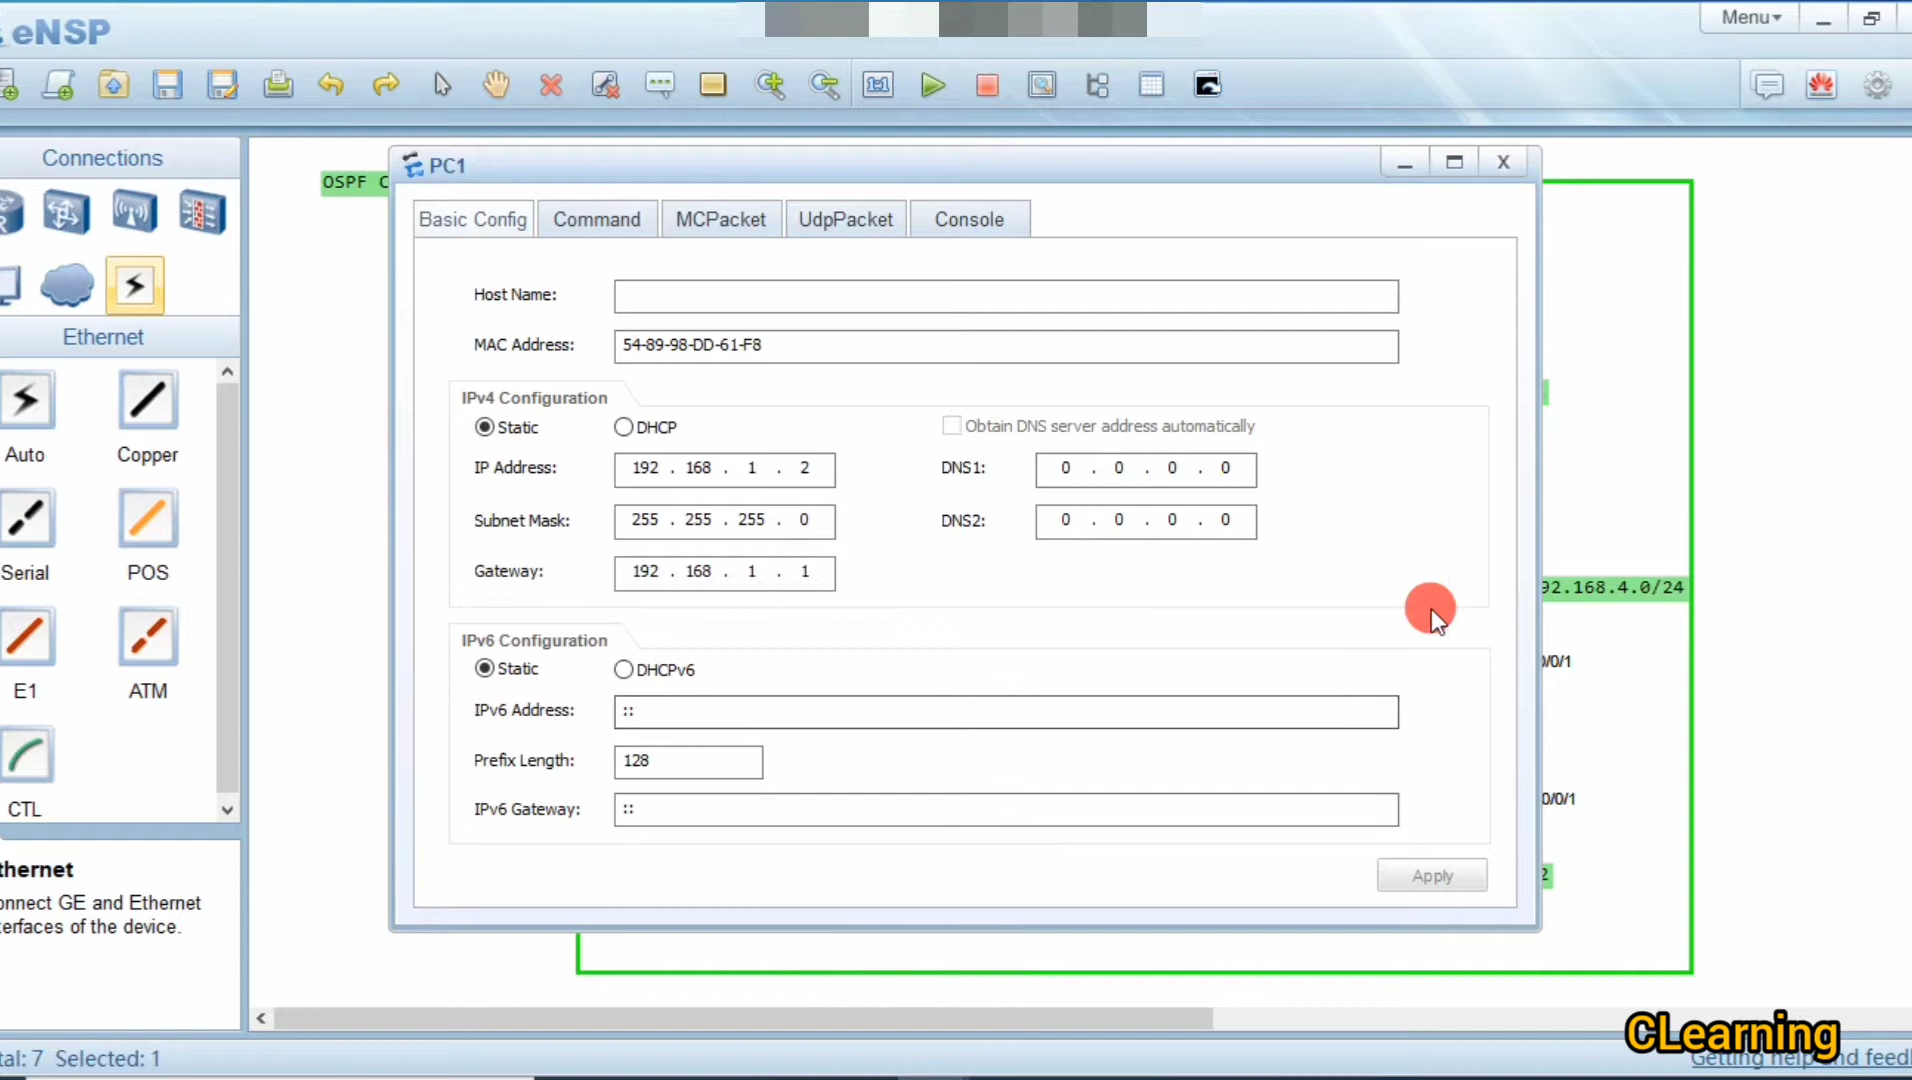 eNSP
Menu
Connections
OSPF C
PC1
Basic Config
Command
MCPacket
UdpPacket
Console
Host Name:
MAC Address: 54-89-98-DD-61-F8
IPv4 Configuration
Static
DHCP
Obtain DNS server address automatically
IP Address: 192 . 168 . 1 . 2
DNS1: 0 . 0 . 0 . 0
Subnet Mask: 255 . 255 . 255 . 0
DNS2: 0 . 0 . 0 . 0
Gateway: 192 . 168 . 1 . 1
IPv6 Configuration
Static
DHCPv6
IPv6 Address: ::
Prefix Length: 128
IPv6 Gateway: ::
Apply
Ethernet
Auto
Copper
Serial
POS
E1
ATM
CTL
thernet
onnect GE and Ethernet
erfaces of the device.
92.168.4.0/24
/0/1
0/0/1
2
tal: 7 Selected: 1
CLearning
Getting help and feed